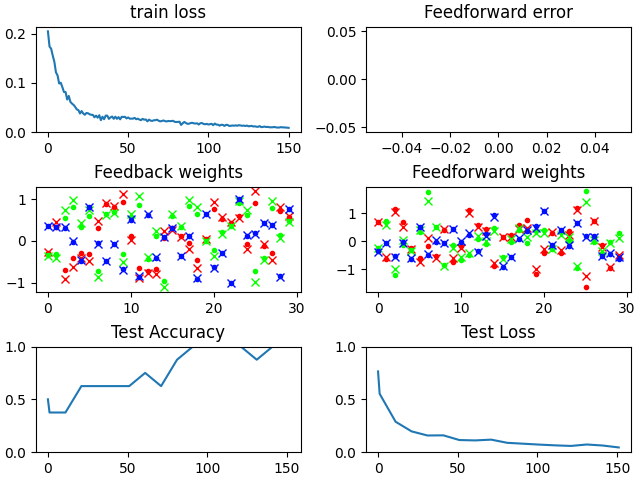 train loss
0.2
0.1
0.0
0 100 150
Feedforward error
0.05
0.00
−0.05
−0.04 −0.02 0.00 0.02 0.04
Feedback weights
1
0
−1
0 10 20 30
Feedforward weights
1
0
−1
0 10 20 30
Test Accuracy
1.0
0.5
0.0
0 50 100 150
Test Loss
1.0
0.5
0.0
0 50 100 150